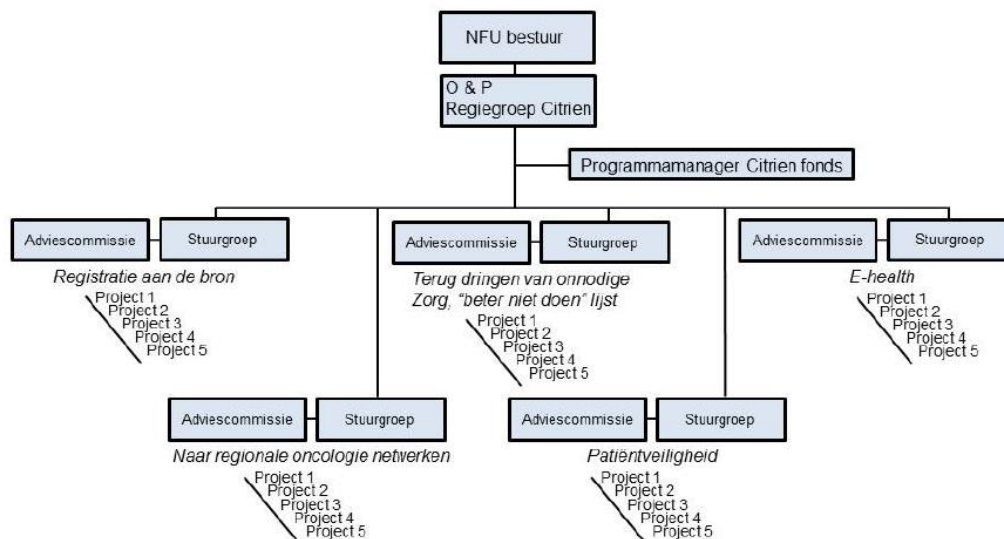 NFU bestuur
O & P
Regiegroep Citrien
Programmamanager Citrien fonds
Adviescommissie
Stuurgroep
Registratie aan de bron
Project 1
Project 2
Project 3
Project 4
Project 5
Adviescommissie
Stuurgroep
Terug dringen van onnodige
Zorg, "beter niet doen" lijst
Project 1
Project 2
Project 3
Project 4
Project 5
Adviescommissie
Stuurgroep
E-health
Project 1
Project 2
Project 3
Project 4
Project 5
Adviescommissie
Stuurgroep
Naar regionale oncologie netwerken
Project 1
Project 2
Project 3
Project 4
Project 5
Adviescommissie
Stuurgroep
Patiëntveiligheid
Project 1
Project 2
Project 3
Project 4
Project 5